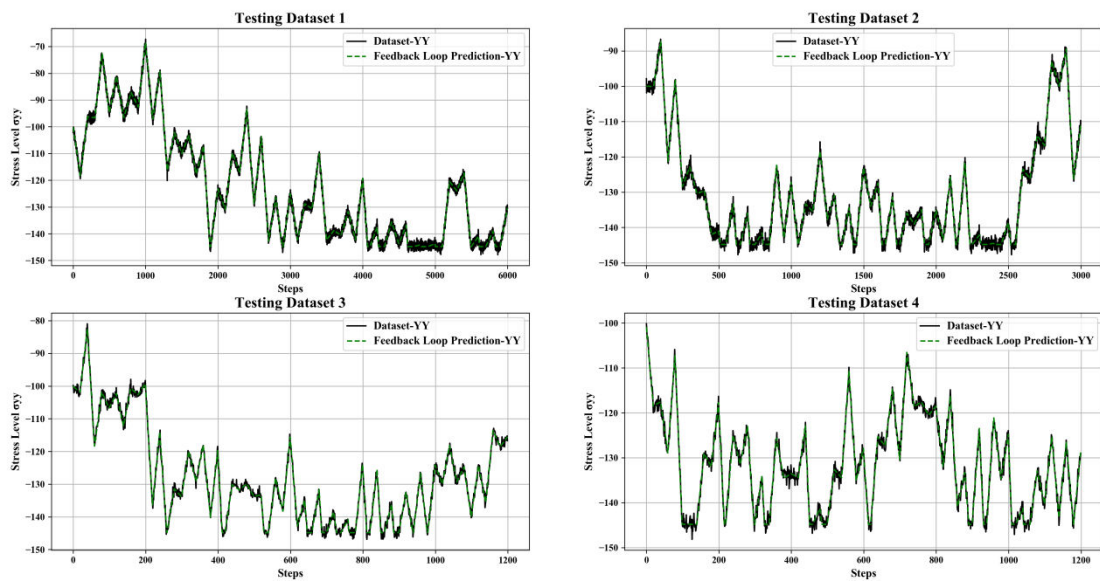 Testing Dataset 1
Dataset-YY
Feedback Loop Prediction-YY
Stress Level σyy
−70
−80
−90
−100
−110
−120
−130
−140
−150
0
1000
2000
3000
4000
5000
6000
Steps
Testing Dataset 2
Dataset-YY
Feedback Loop Prediction-YY
Stress Level σyy
−90
−100
−110
−120
−130
−140
−150
0
500
1000
1500
2000
2500
3000
Steps
Testing Dataset 3
Dataset-YY
Feedback Loop Prediction-YY
Stress Level σyy
−80
−90
−100
−110
−120
−130
−140
−150
0
200
400
600
800
1000
1200
Steps
Testing Dataset 4
Dataset-YY
Feedback Loop Prediction-YY
Stress Level σyy
−100
−110
−120
−130
−140
−150
0
200
400
600
800
1000
1200
Steps